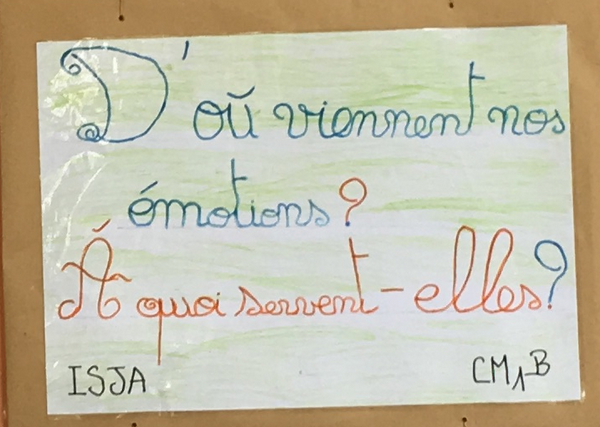 D'où viennent nos
émotions?
À quoi servent-elles?
ISJA CM1B